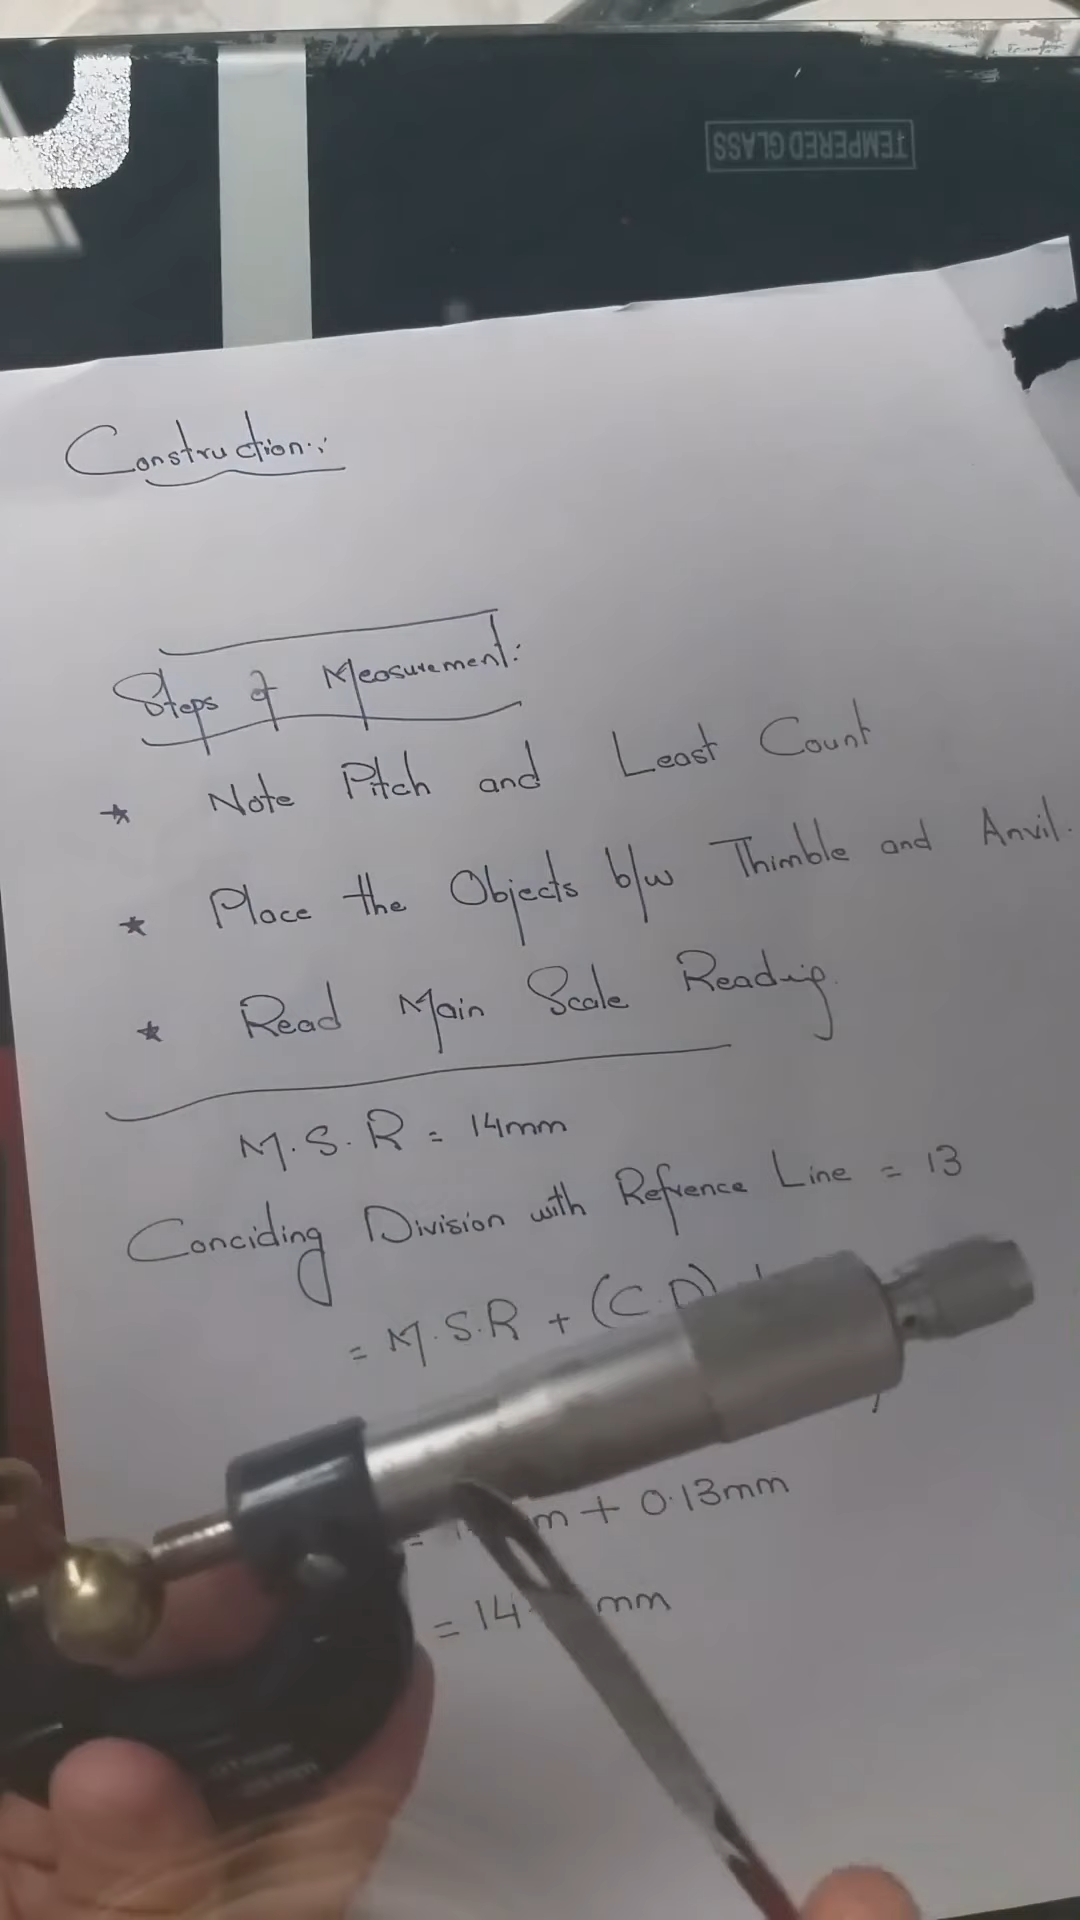 TEMPERED GLASS
Construction:
Steps of Measurement:
* Note Pitch and Least Count
* Place the Objects b/w Thimble and Anvil.
* Read Main Scale Reading.
M.S.R = 14mm
Conciding Division with Refrence Line = 13
= M.S.R + (C.D)
= m + 0.13mm
= 14 mm